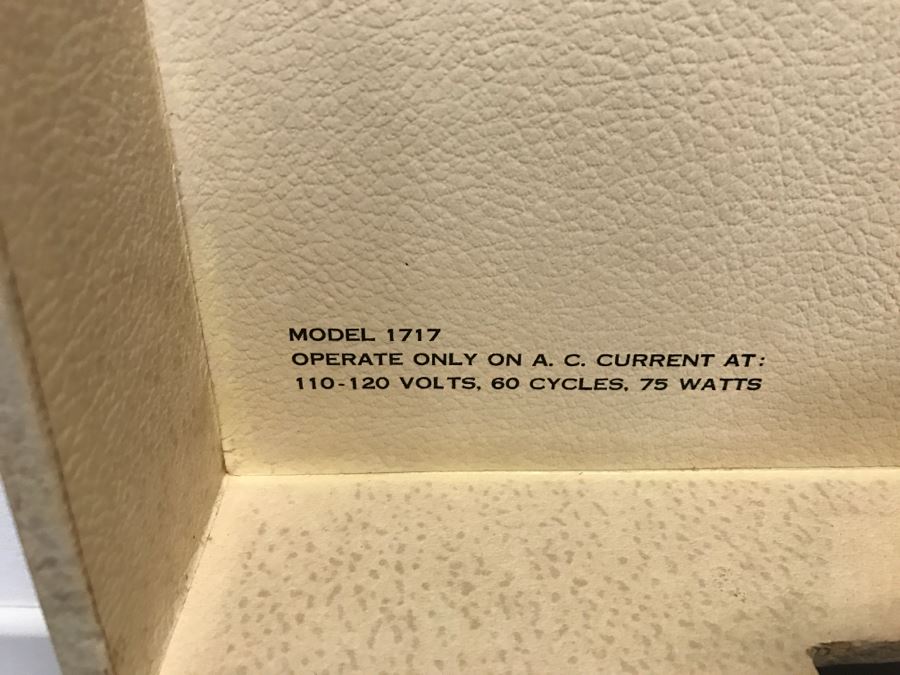 MODEL 1717
OPERATE ONLY ON A. C. CURRENT AT:
110-120 VOLTS, 60 CYCLES, 75 WATTS